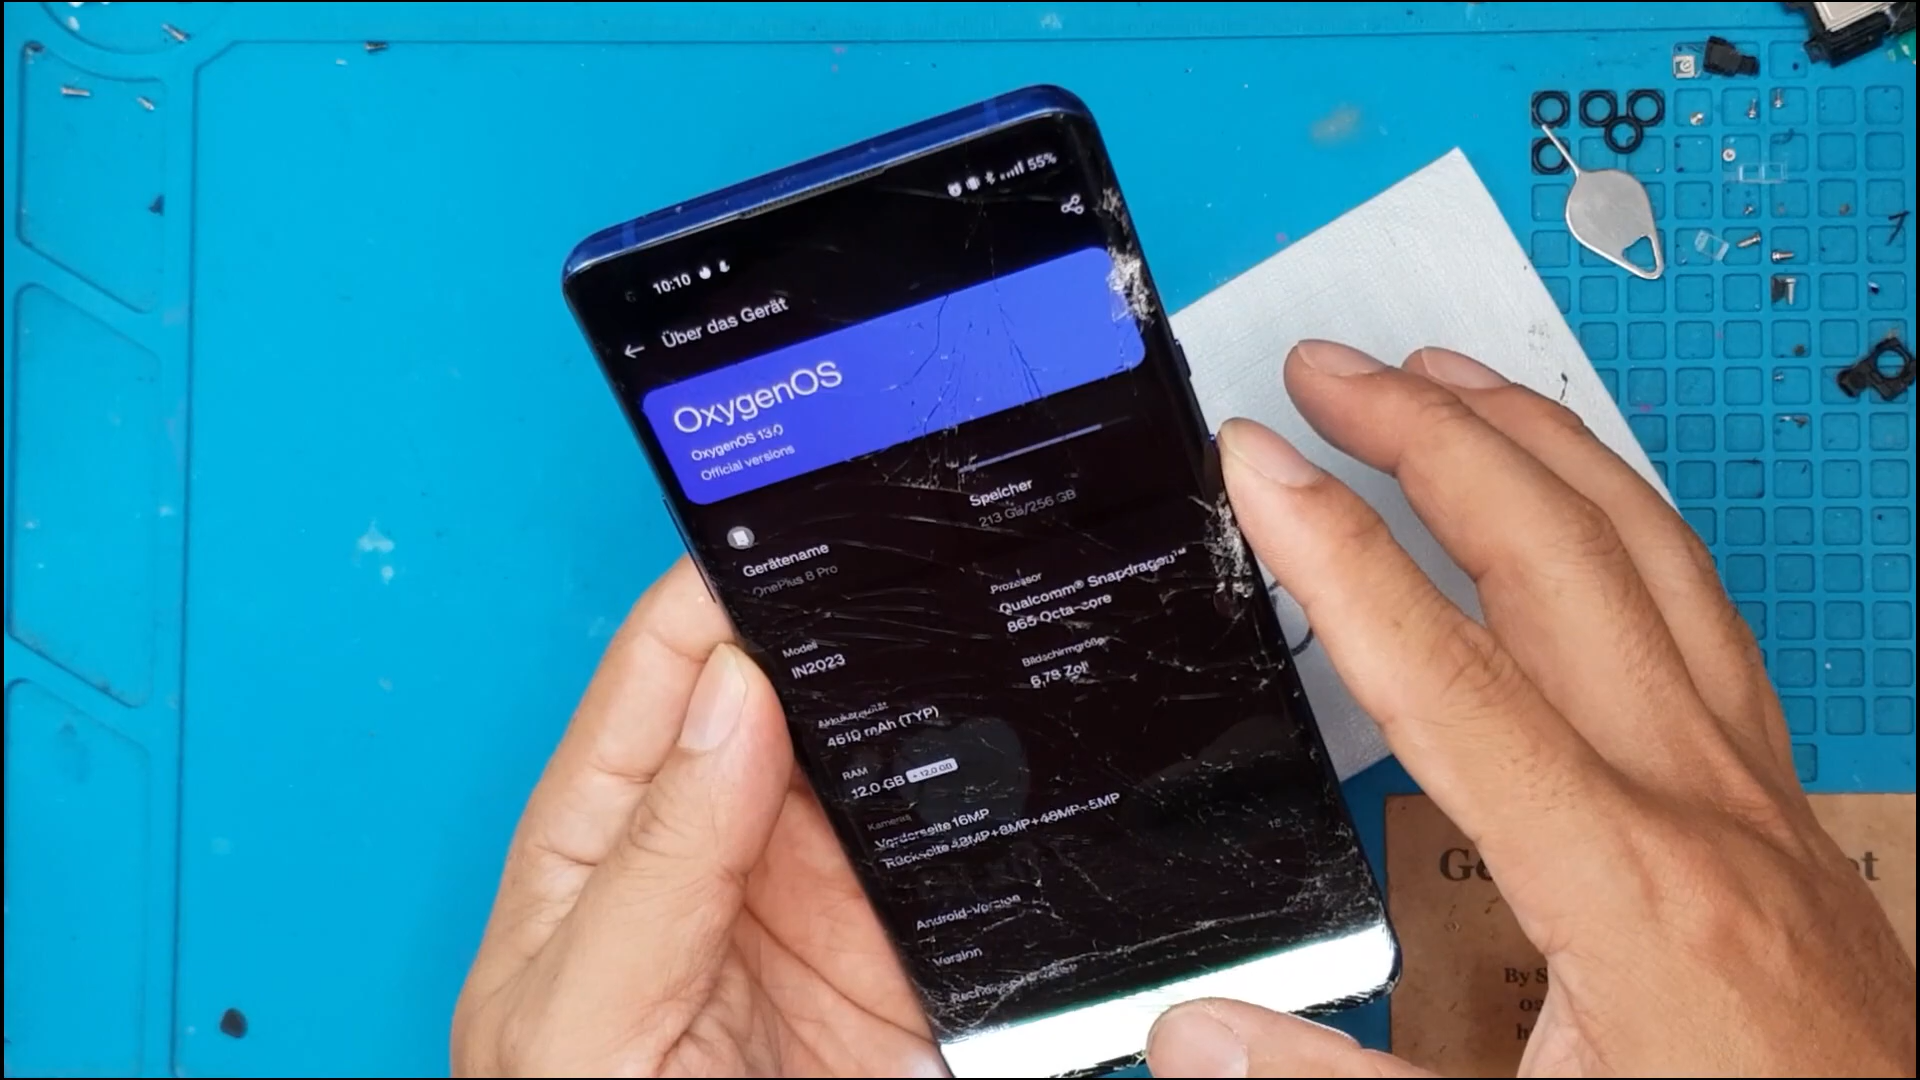 10:10
55%
Über das Gerät
OxygenOS
OxygenOS 13.0
Official versions
Speicher
213 GB/256 GB
Gerätename
OnePlus 8 Pro
Prozessor
Qualcomm® Snapdragon™
865 Octa-core
Modell
IN2023
Bildschirmgröße
6,78 Zoll
4510 mAh (TYP)
RAM
12,0 GB + 12,0 GB
Kameras
Vorderseite 16MP
Rückseite 48MP+8MP+48MP+5MP
Android-Version
Version
By